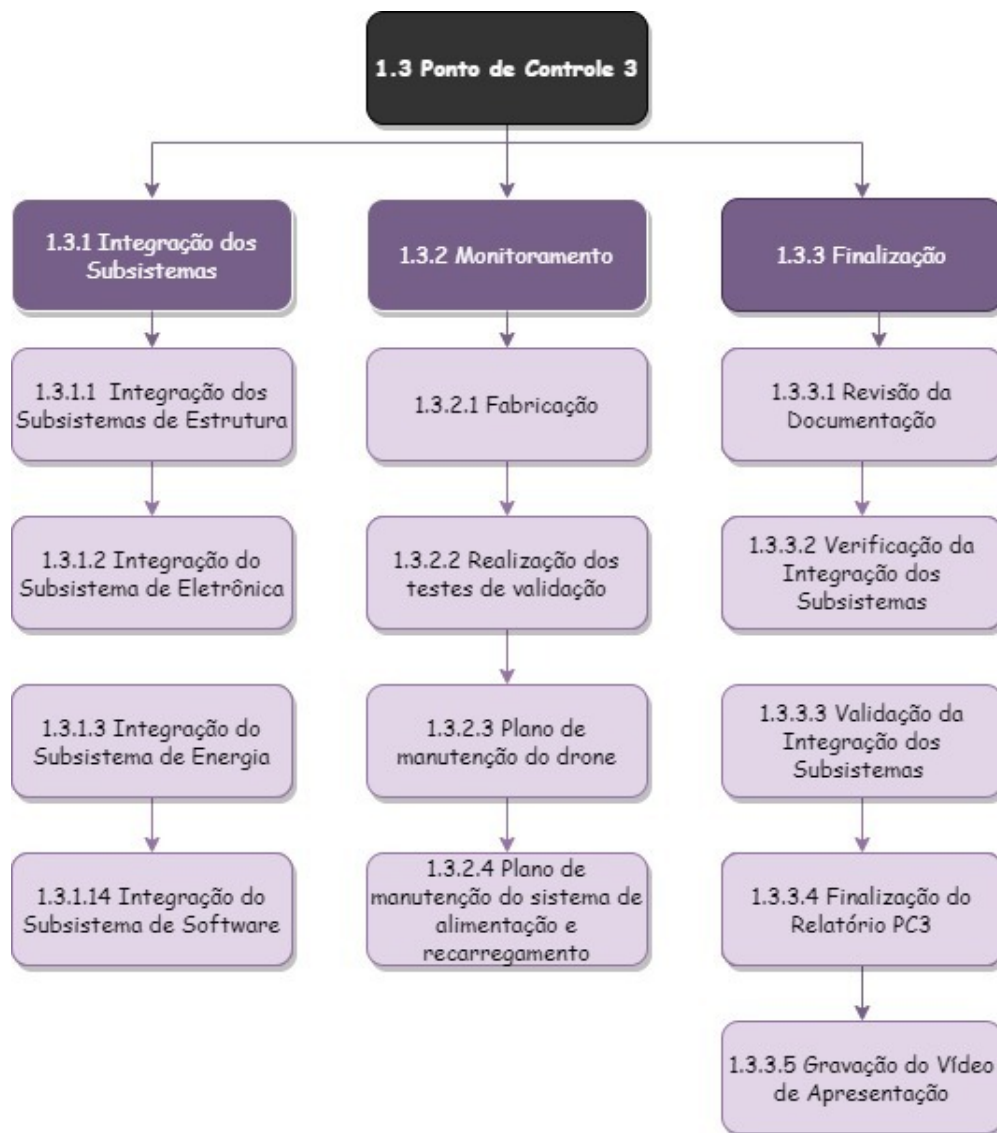 1.3 Ponto de Controle 3
1.3.1 Integração dos
Subsistemas
1.3.2 Monitoramento
1.3.3 Finalização
1.3.1.1 Integração dos
Subsistemas de Estrutura
1.3.2.1 Fabricação
1.3.3.1 Revisão da
Documentação
1.3.1.2 Integração do
Subsistema de Eletrônica
1.3.2.2 Realização dos
testes de validação
1.3.3.2 Verificação da
Integração dos
Subsistemas
1.3.1.3 Integração do
Subsistema de Energia
1.3.2.3 Plano de
manutenção do drone
1.3.3.3 Validação da
Integração dos
Subsistemas
1.3.1.14 Integração do
Subsistema de Software
1.3.2.4 Plano de
manutenção do sistema de
alimentação e
recarregamento
1.3.3.4 Finalização do
Relatório PC3
1.3.3.5 Gravação do Vídeo
de Apresentação